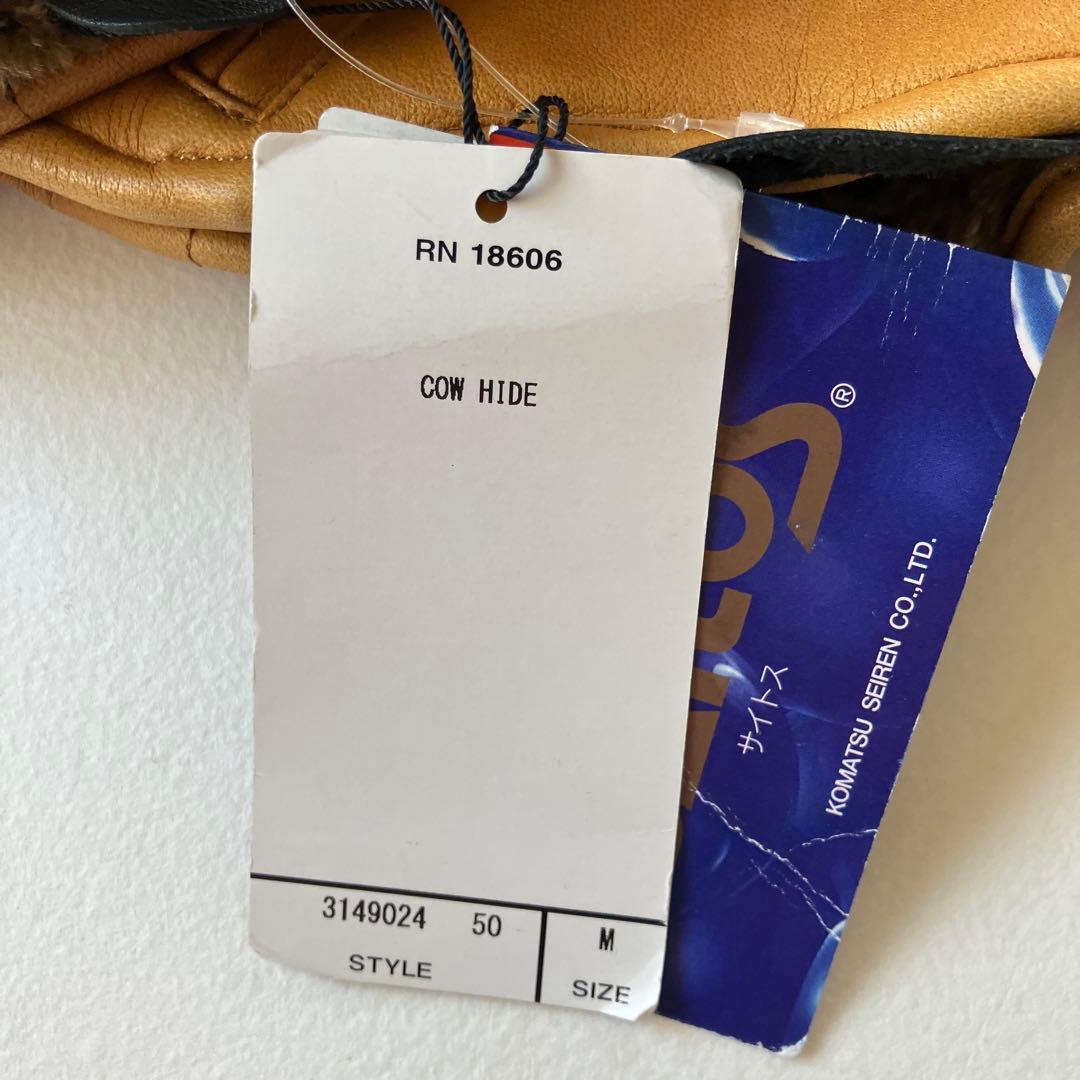 RN 18606
COW HIDE
3149024 50
M
STYLE
SIZE
®
サイトス
KOMATSU SEIREN CO.,LTD.